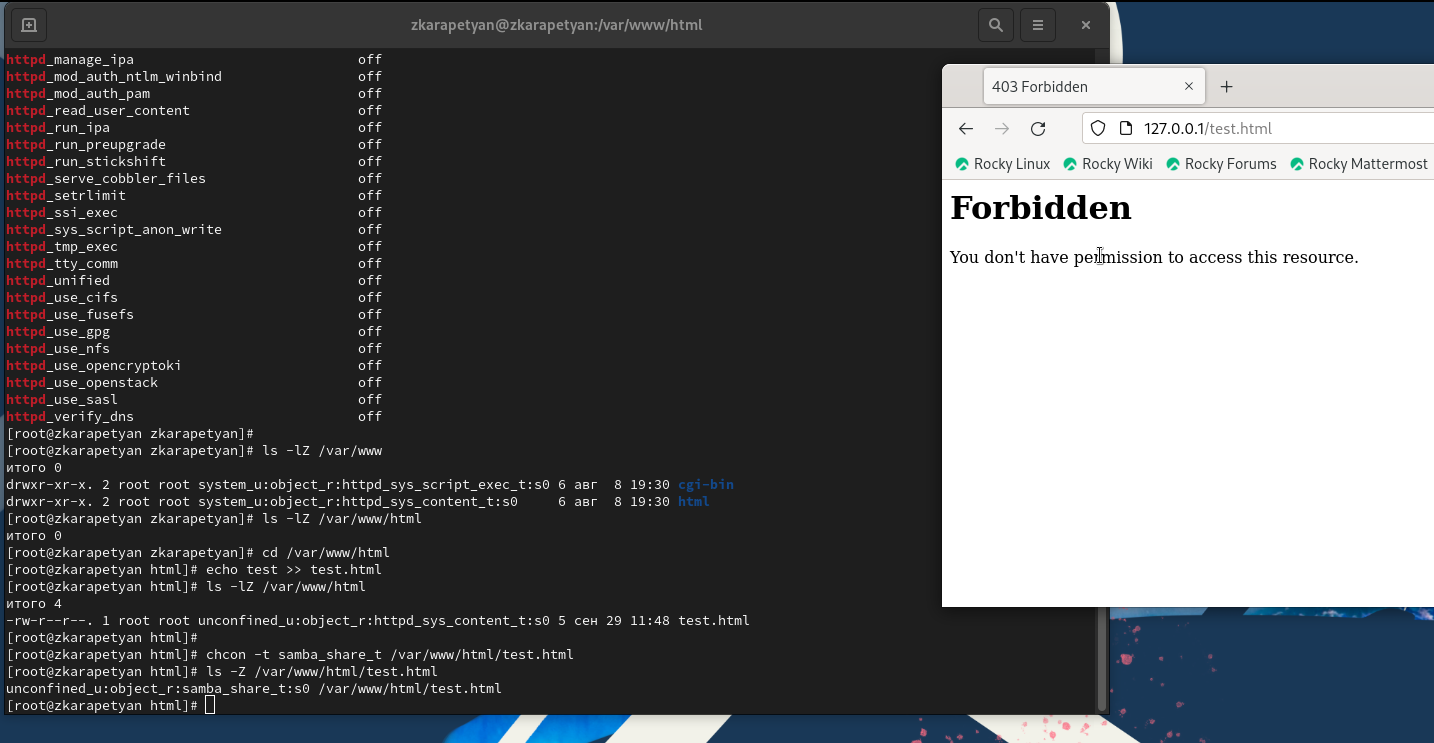 zkarapetyan@zkarapetyan:/var/www/html
httpd_manage_ipa off
httpd_mod_auth_ntlm_winbind off
httpd_mod_auth_pam off
httpd_read_user_content off
httpd_run_ipa off
httpd_run_preupgrade off
httpd_run_stickshift off
httpd_serve_cobbler_files off
httpd_setrlimit off
httpd_ssi_exec off
httpd_sys_script_anon_write off
httpd_tmp_exec off
httpd_tty_comm off
httpd_unified off
httpd_use_cifs off
httpd_use_fusefs off
httpd_use_gpg off
httpd_use_nfs off
httpd_use_opencryptoki off
httpd_use_openstack off
httpd_use_sasl off
httpd_verify_dns off
[root@zkarapetyan zkarapetyan]#
[root@zkarapetyan zkarapetyan]# ls -lZ /var/www
итого 0
drwxr-xr-x. 2 root root system_u:object_r:httpd_sys_script_exec_t:s0 6 авг 8 19:30 cgi-bin
drwxr-xr-x. 2 root root system_u:object_r:httpd_sys_content_t:s0 6 авг 8 19:30 html
[root@zkarapetyan zkarapetyan]# ls -lZ /var/www/html
итого 0
[root@zkarapetyan zkarapetyan]# cd /var/www/html
[root@zkarapetyan html]# echo test >> test.html
[root@zkarapetyan html]# ls -lZ /var/www/html
итого 4
-rw-r--r--. 1 root root unconfined_u:object_r:httpd_sys_content_t:s0 5 сен 29 11:48 test.html
[root@zkarapetyan html]#
[root@zkarapetyan html]# chcon -t samba_share_t /var/www/html/test.html
[root@zkarapetyan html]# ls -Z /var/www/html/test.html
unconfined_u:object_r:samba_share_t:s0 /var/www/html/test.html
[root@zkarapetyan html]#
403 Forbidden
127.0.0.1/test.html
Rocky Linux Rocky Wiki Rocky Forums Rocky Mattermost
Forbidden
You don't have permission to access this resource.